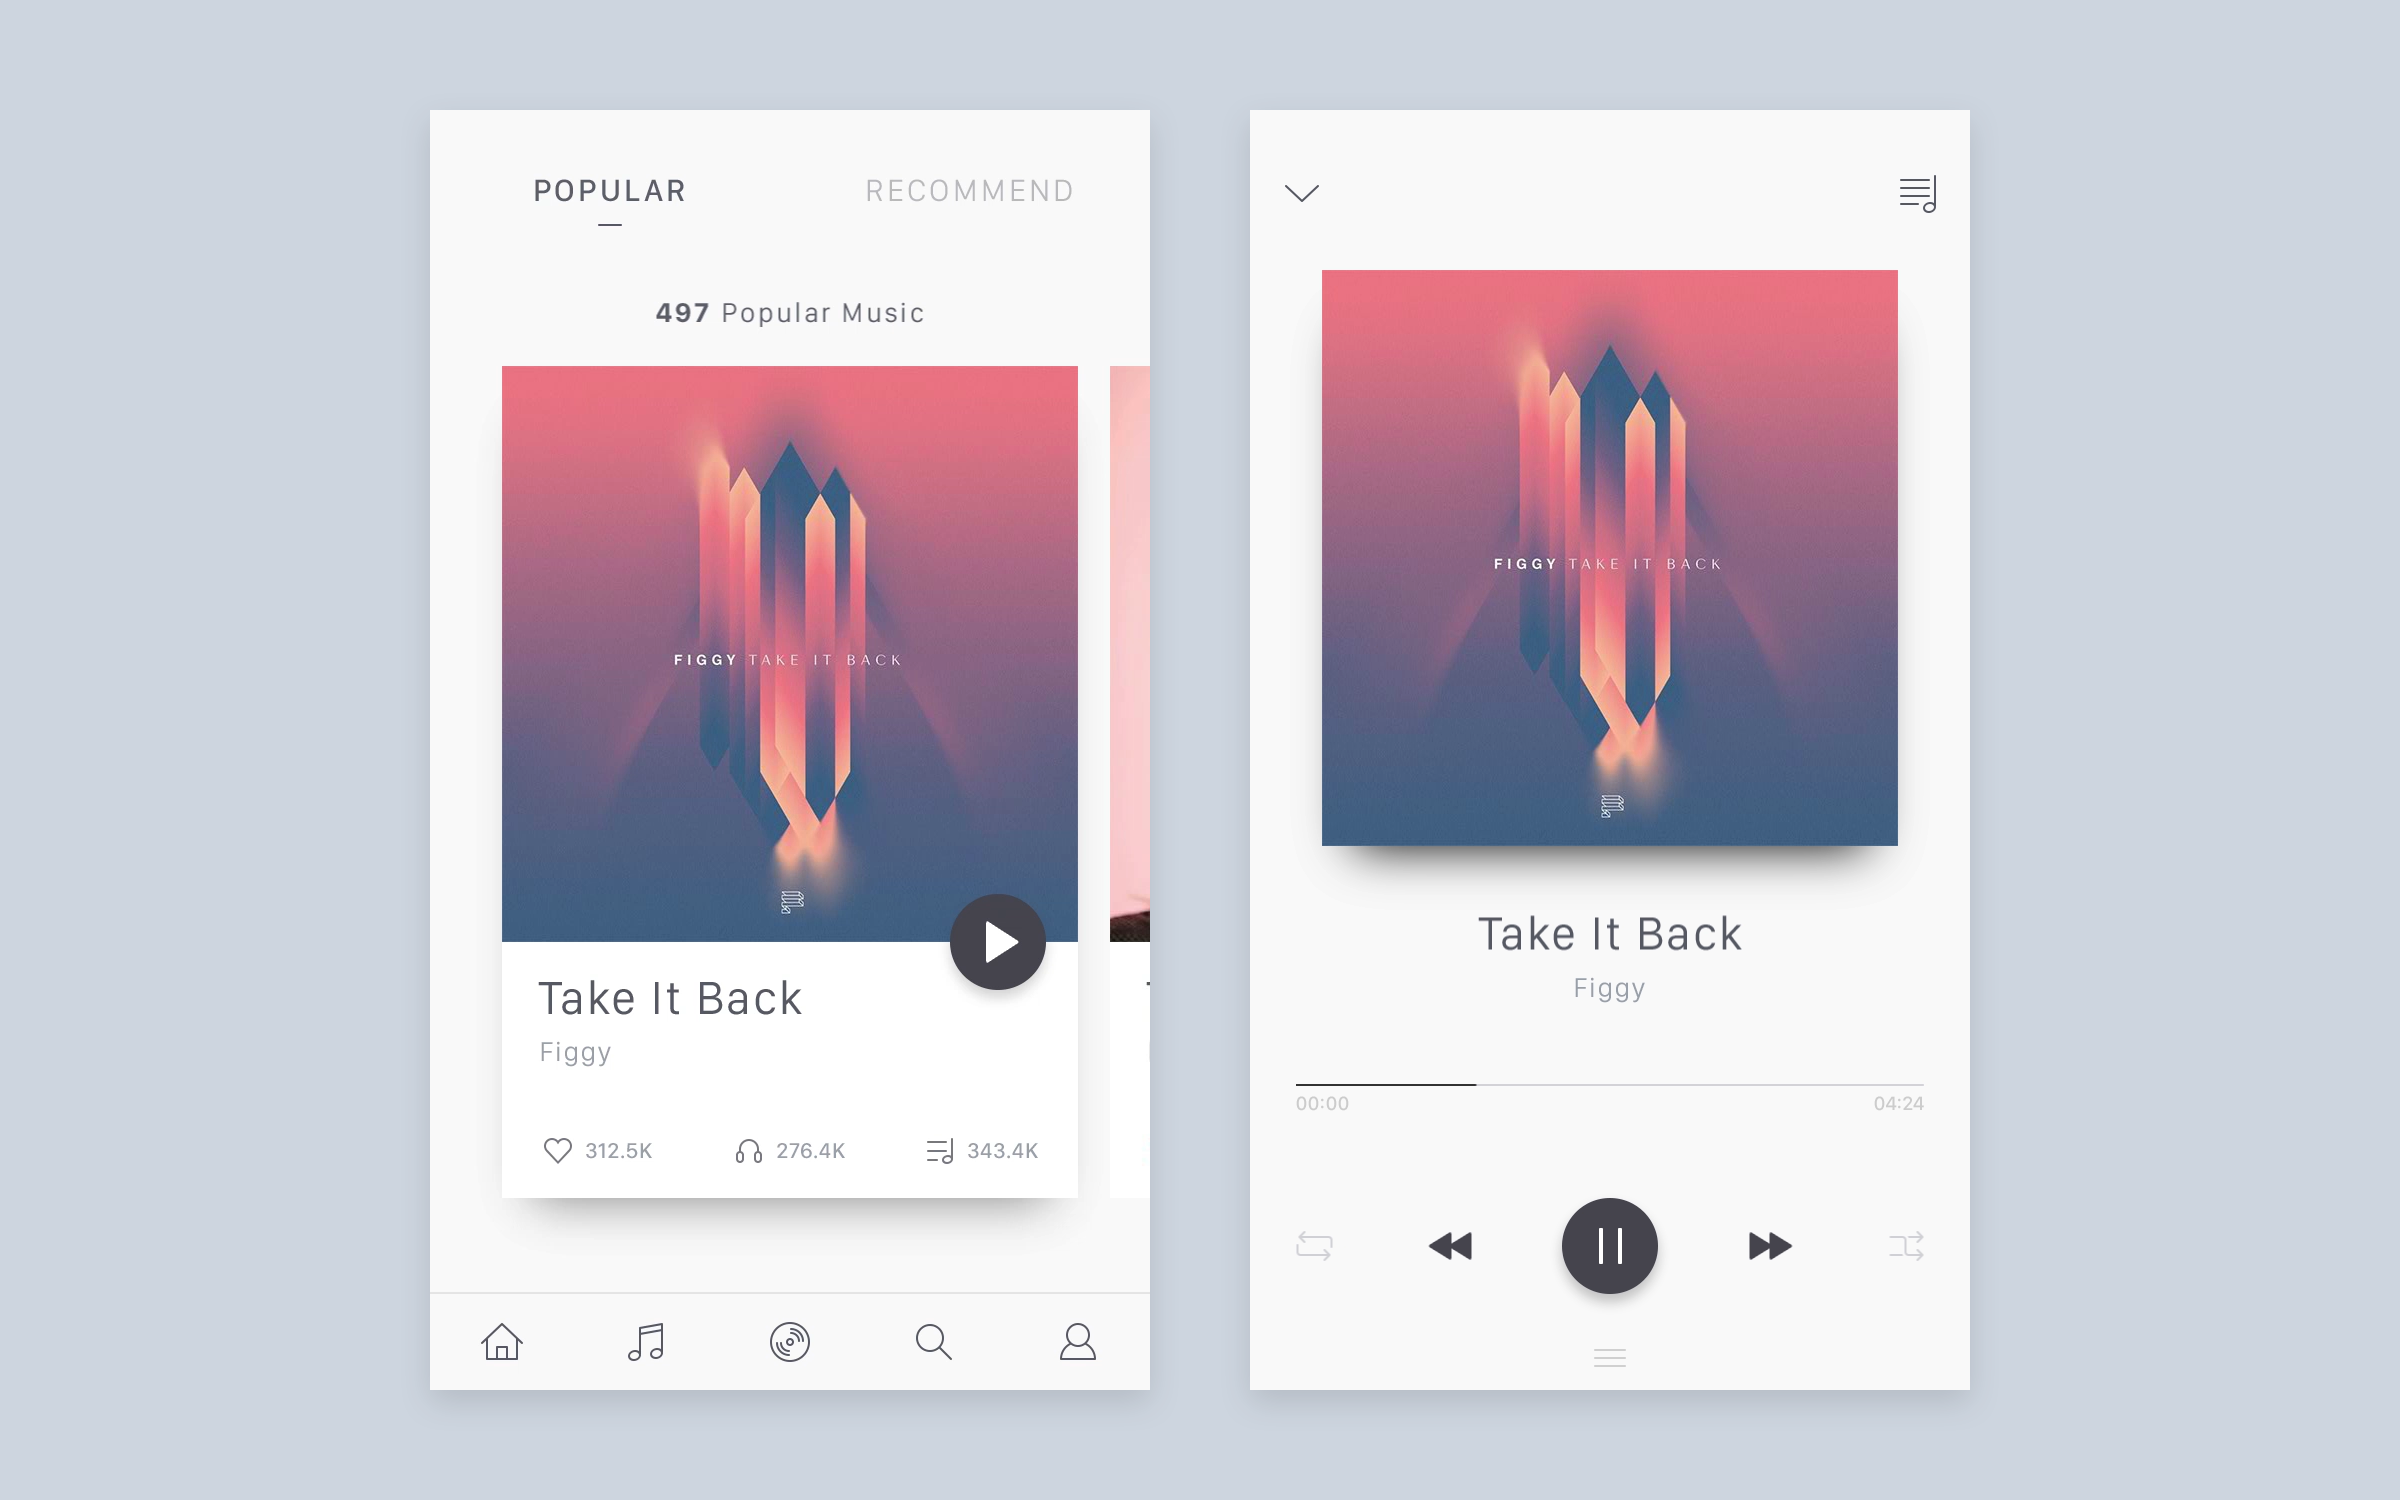 POPULAR RECOMMEND
497 Popular Music
FIGGY TAKE IT BACK
Take It Back
Figgy
312.5K 276.4K 343.4K
FIGGY TAKE IT BACK
Take It Back
Figgy
00:00 04:24